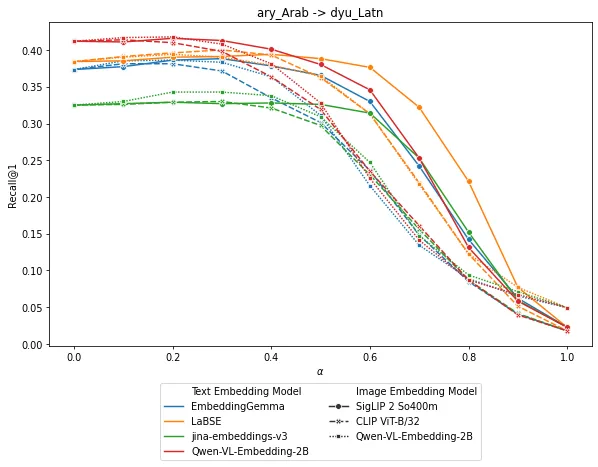 ary_Arab -> dyu_Latn
Recall@1
0.40
0.35
0.30
0.25
0.20
0.15
0.10
0.05
0.00
0.0 0.2 0.4 0.6 0.8 1.0
α
Text Embedding Model
EmbeddingGemma
LaBSE
jina-embeddings-v3
Qwen-VL-Embedding-2B
Image Embedding Model
SigLIP 2 So400m
CLIP ViT-B/32
Qwen-VL-Embedding-2B